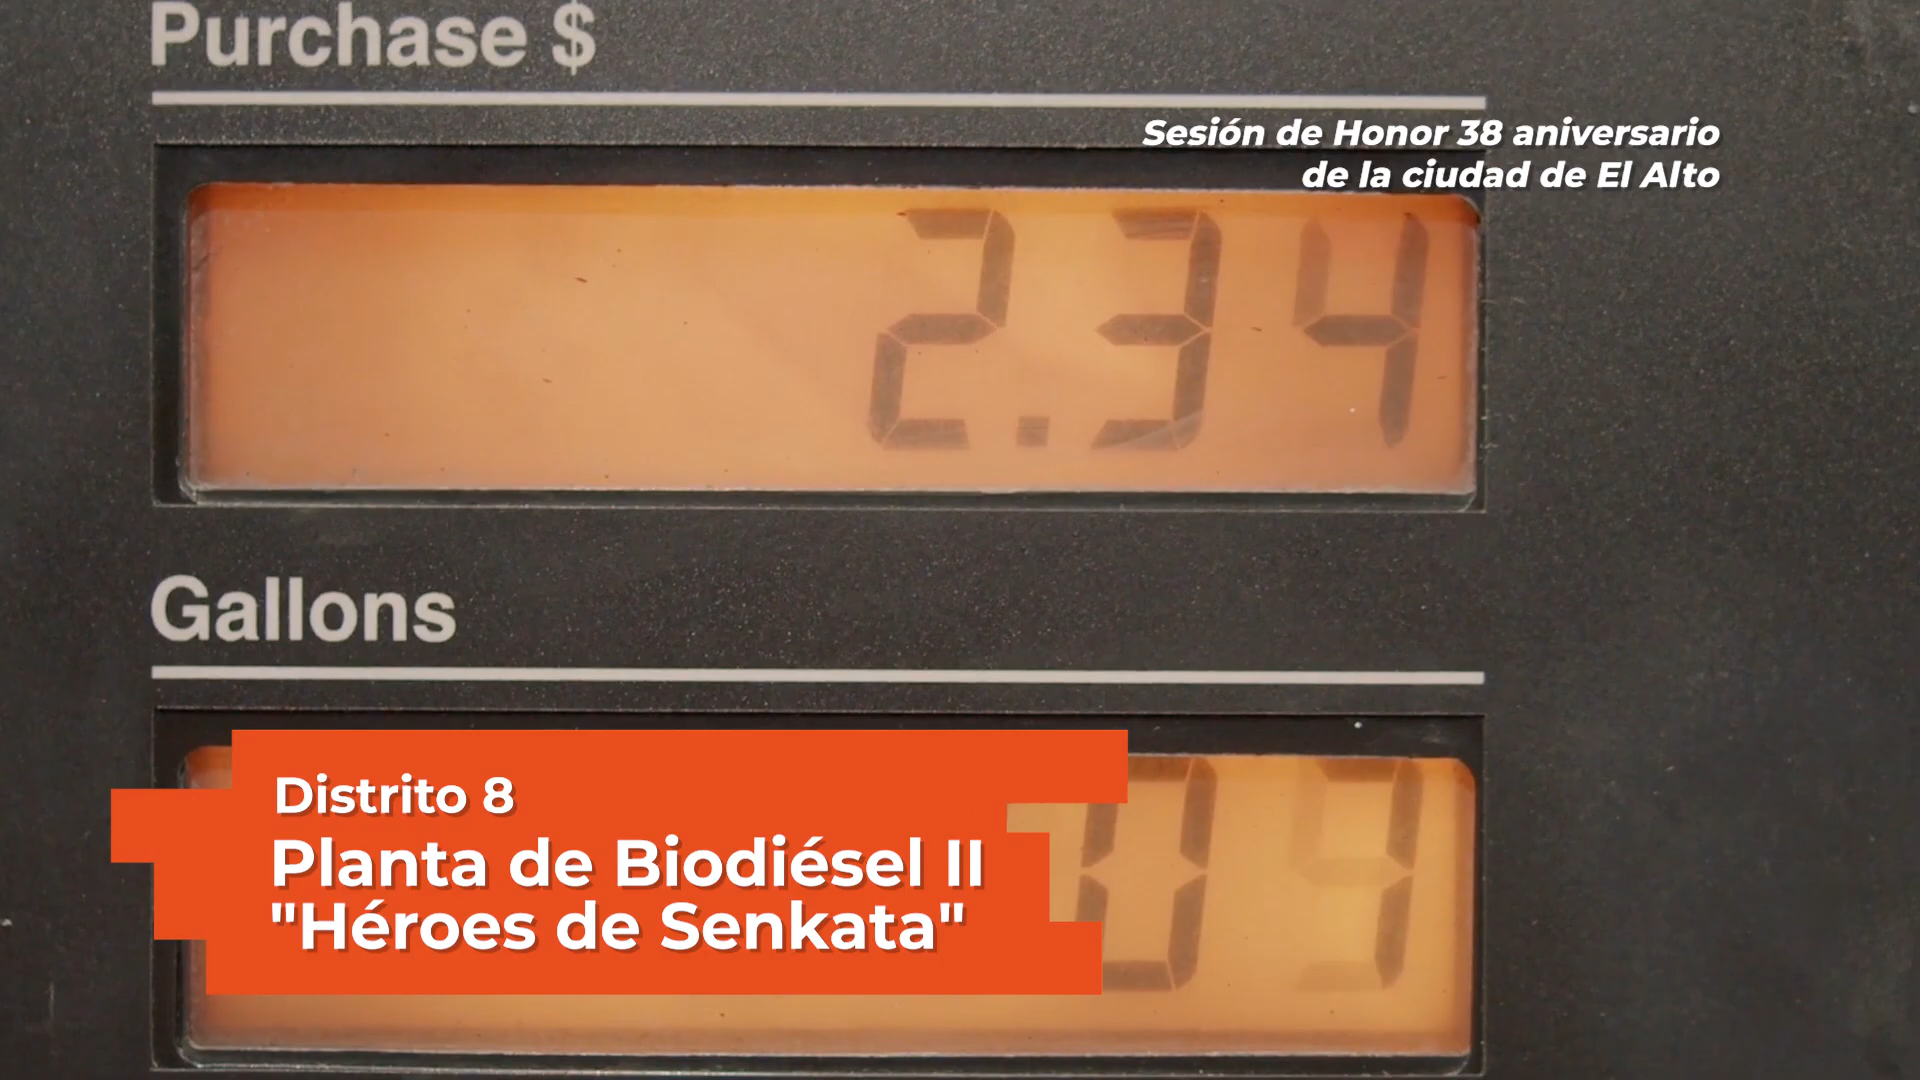 Purchase $
Sesión de Honor 38 aniversario
de la ciudad de El Alto
2.34
Gallons
Distrito 8
Planta de Biodiésel II
"Héroes de Senkata"